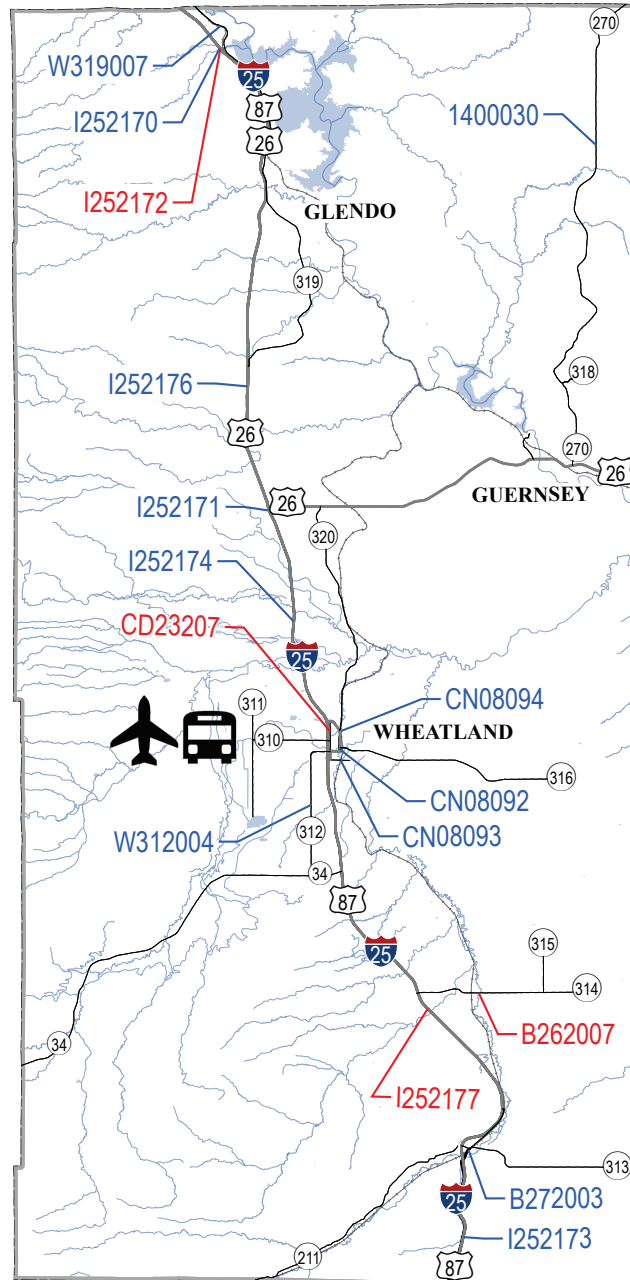 270
W319007
25
I252170
87
1400030
26
I252172
GLENDO
319
I252176
318
26
270
26
I252171
26
GUERNSEY
320
I252174
CD23207
25
CN08094
311
310
WHEATLAND
316
CN08092
W312004
312
CN08093
34
87
315
25
314
34
B262007
I252177
313
25
B272003
I252173
211
87